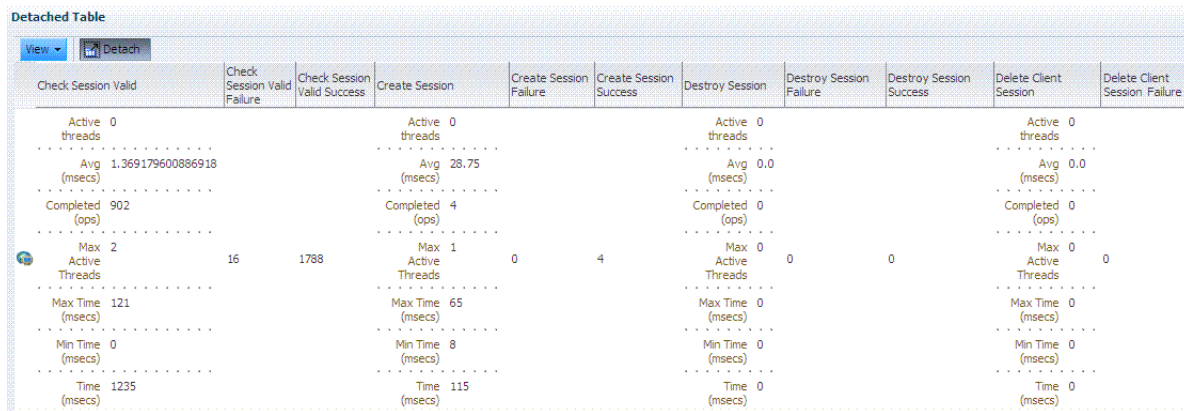 Detached Table
View Detach
Check Session Valid
Check Session Valid Failure
Check Session Valid Success
Create Session
Create Session Failure
Create Session Success
Destroy Session
Destroy Session Failure
Destroy Session Success
Delete Client Session
Delete Client Session Failure
Active threads 0 Active threads 0 Active threads 0 Active threads 0
Avg (msecs) 1.369179600886918 Avg (msecs) 28.75 Avg (msecs) 0.0 Avg (msecs) 0.0
Completed (ops) 902 Completed (ops) 4 Completed (ops) 0 Completed (ops) 0
Max Active Threads 2 16 1788 Max Active Threads 1 0 4 Max Active Threads 0 0 0 Max Active Threads 0 0
Max Time (msecs) 121 Max Time (msecs) 65 Max Time (msecs) 0 Max Time (msecs) 0
Min Time (msecs) 0 Min Time (msecs) 8 Min Time (msecs) 0 Min Time (msecs) 0
Time (msecs) 1235 Time (msecs) 115 Time (msecs) 0 Time (msecs) 0